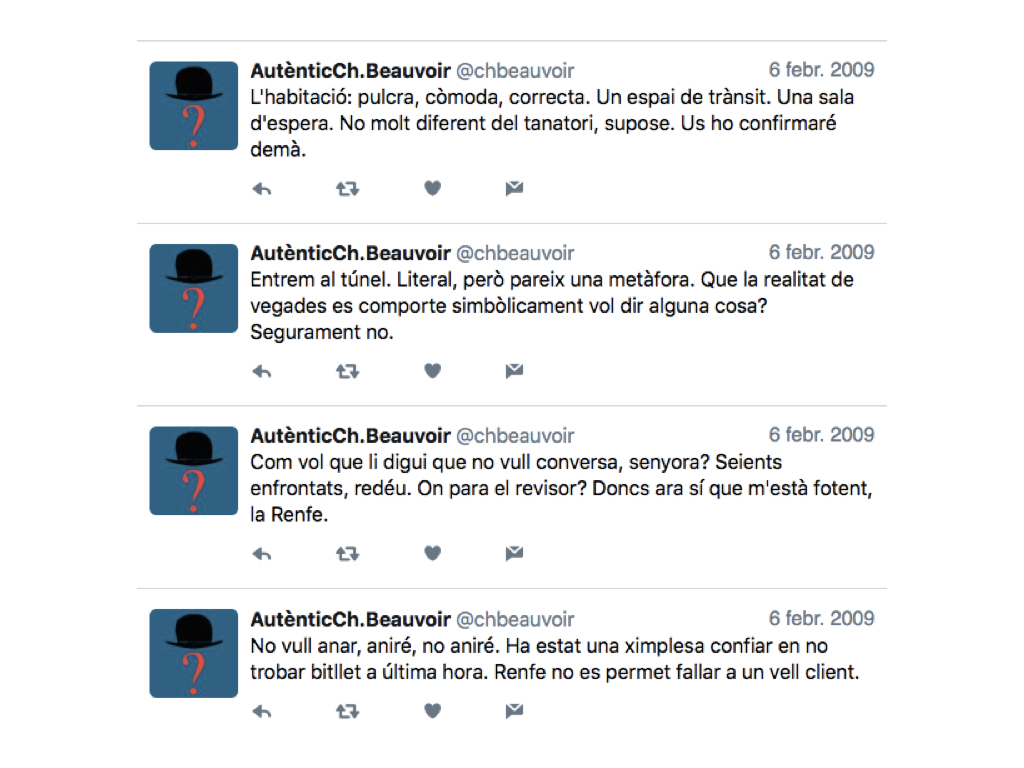 AutènticCh.Beauvoir @chbeauvoir 6 febr. 2009
L'habitació: pulcra, còmoda, correcta. Un espai de trànsit. Una sala
d'espera. No molt diferent del tanatori, supose. Us ho confirmaré
demà.
AutènticCh.Beauvoir @chbeauvoir 6 febr. 2009
Entrem al túnel. Literal, però pareix una metàfora. Que la realitat de
vegades es comporte simbòlicament vol dir alguna cosa?
Segurament no.
AutènticCh.Beauvoir @chbeauvoir 6 febr. 2009
Com vol que li digui que no vull conversa, senyora? Seients
enfrontats, redéu. On para el revisor? Doncs ara sí que m'està fotent,
la Renfe.
AutènticCh.Beauvoir @chbeauvoir 6 febr. 2009
No vull anar, aniré, no aniré. Ha estat una ximplesa confiar en no
trobar bitllet a última hora. Renfe no es permet fallar a un vell client.